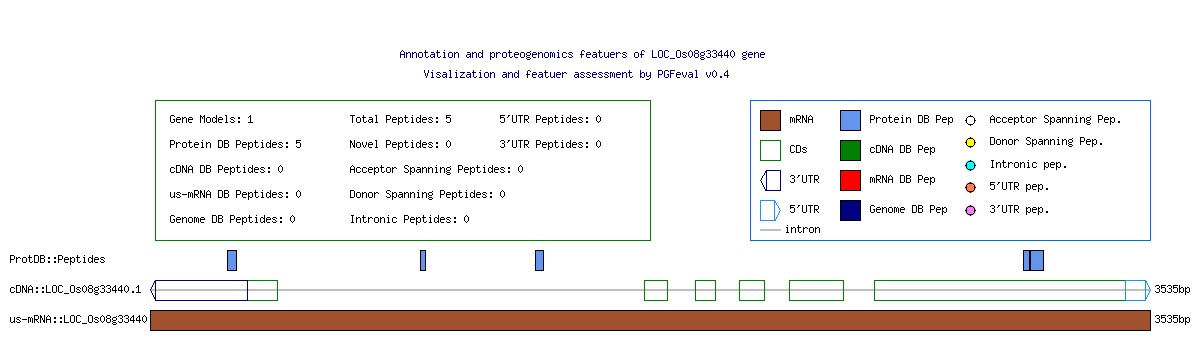 Annotation and proteogenomics featuers of LOC_Os08g33440 gene
Visalization and featuer assessment by PGFeval v0.4
Gene Models: 1 Total Peptides: 5 5'UTR Peptides: 0
Protein DB Peptides: 5 Novel Peptides: 0 3'UTR Peptides: 0
cDNA DB Peptides: 0 Acceptor Spanning Peptides: 0
us-mRNA DB Peptides: 0 Donor Spanning Peptides: 0
Genome DB Peptides: 0 Intronic Peptides: 0
mRNA Protein DB Pep Acceptor Spanning Pep.
CDs cDNA DB Pep Donor Spanning Pep.
3'UTR mRNA DB Pep Intronic pep.
5'UTR Genome DB Pep 5'UTR pep.
intron 3'UTR pep.
ProtDB::Peptides
cDNA::LOC_Os08g33440.1 3535bp
us-mRNA::LOC_Os08g33440 3535bp